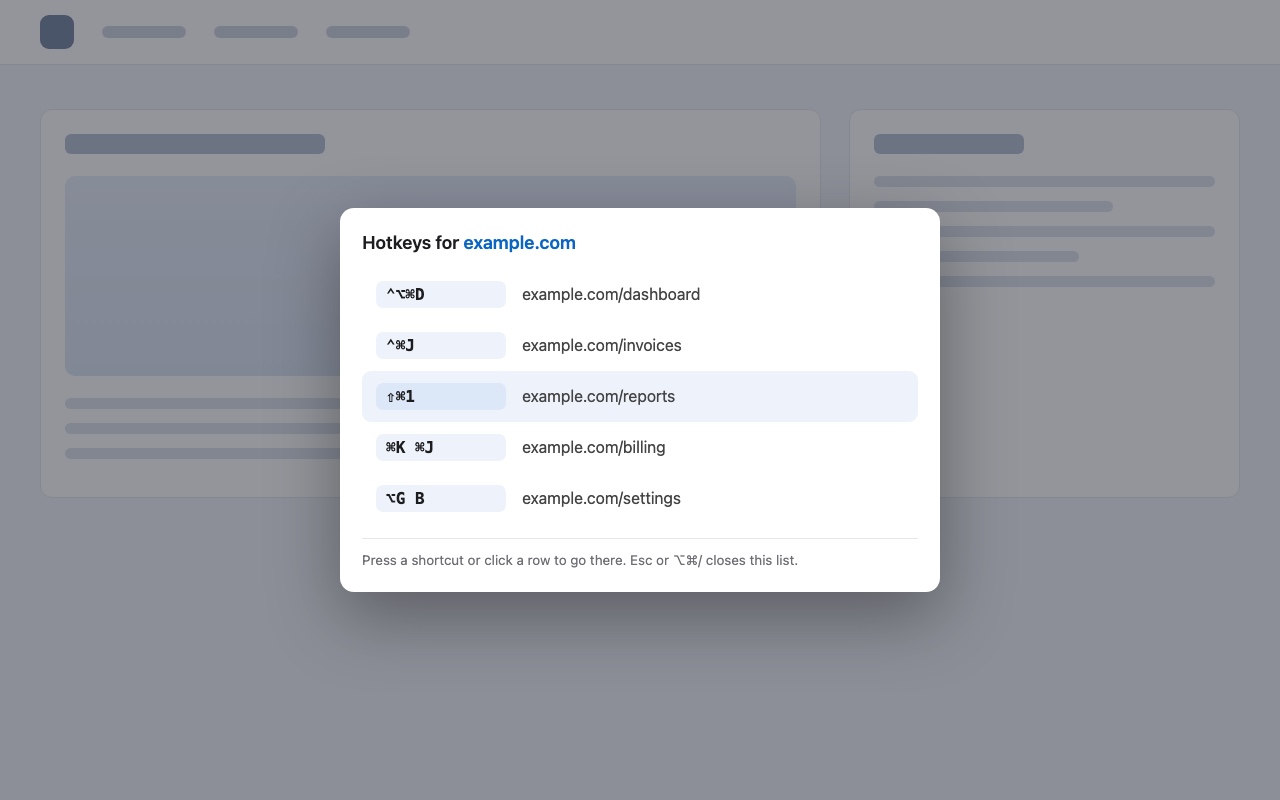 Hotkeys for example.com
⌃⌥⌘D example.com/dashboard
⌃⌘J example.com/invoices
⇧⌘1 example.com/reports
⌘K ⌘J example.com/billing
⌥G B example.com/settings
Press a shortcut or click a row to go there. Esc or ⌥⌘/ closes this list.